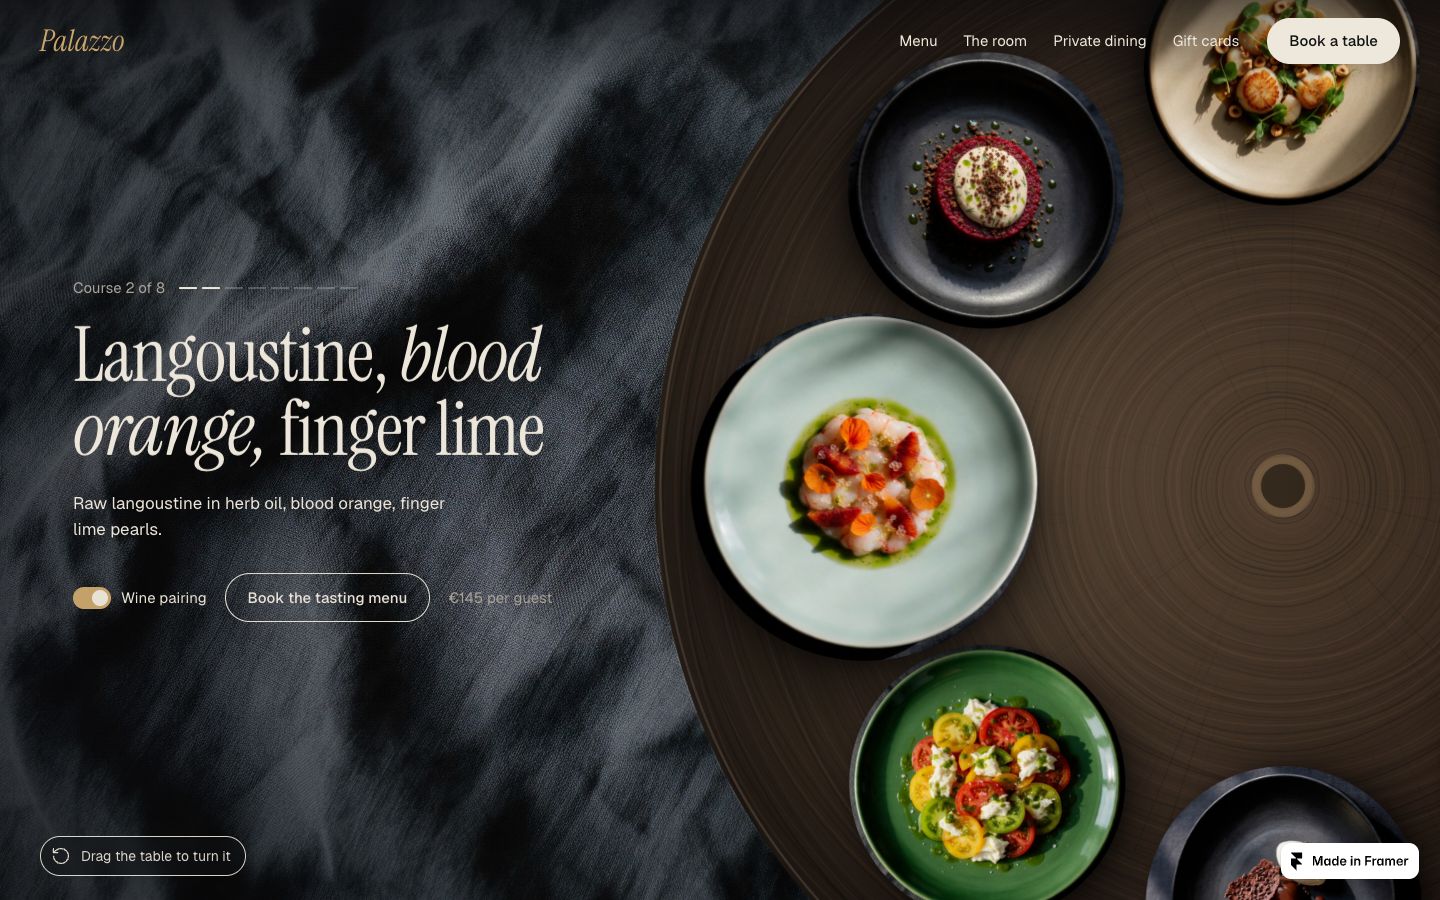 Palazzo
Menu
The room
Private dining
Gift cards
Book a table
Course 2 of 8
Langoustine, blood
orange, finger lime
Raw langoustine in herb oil, blood orange, finger
lime pearls.
Wine pairing
Book the tasting menu
€145 per guest
Drag the table to turn it
Made in Framer